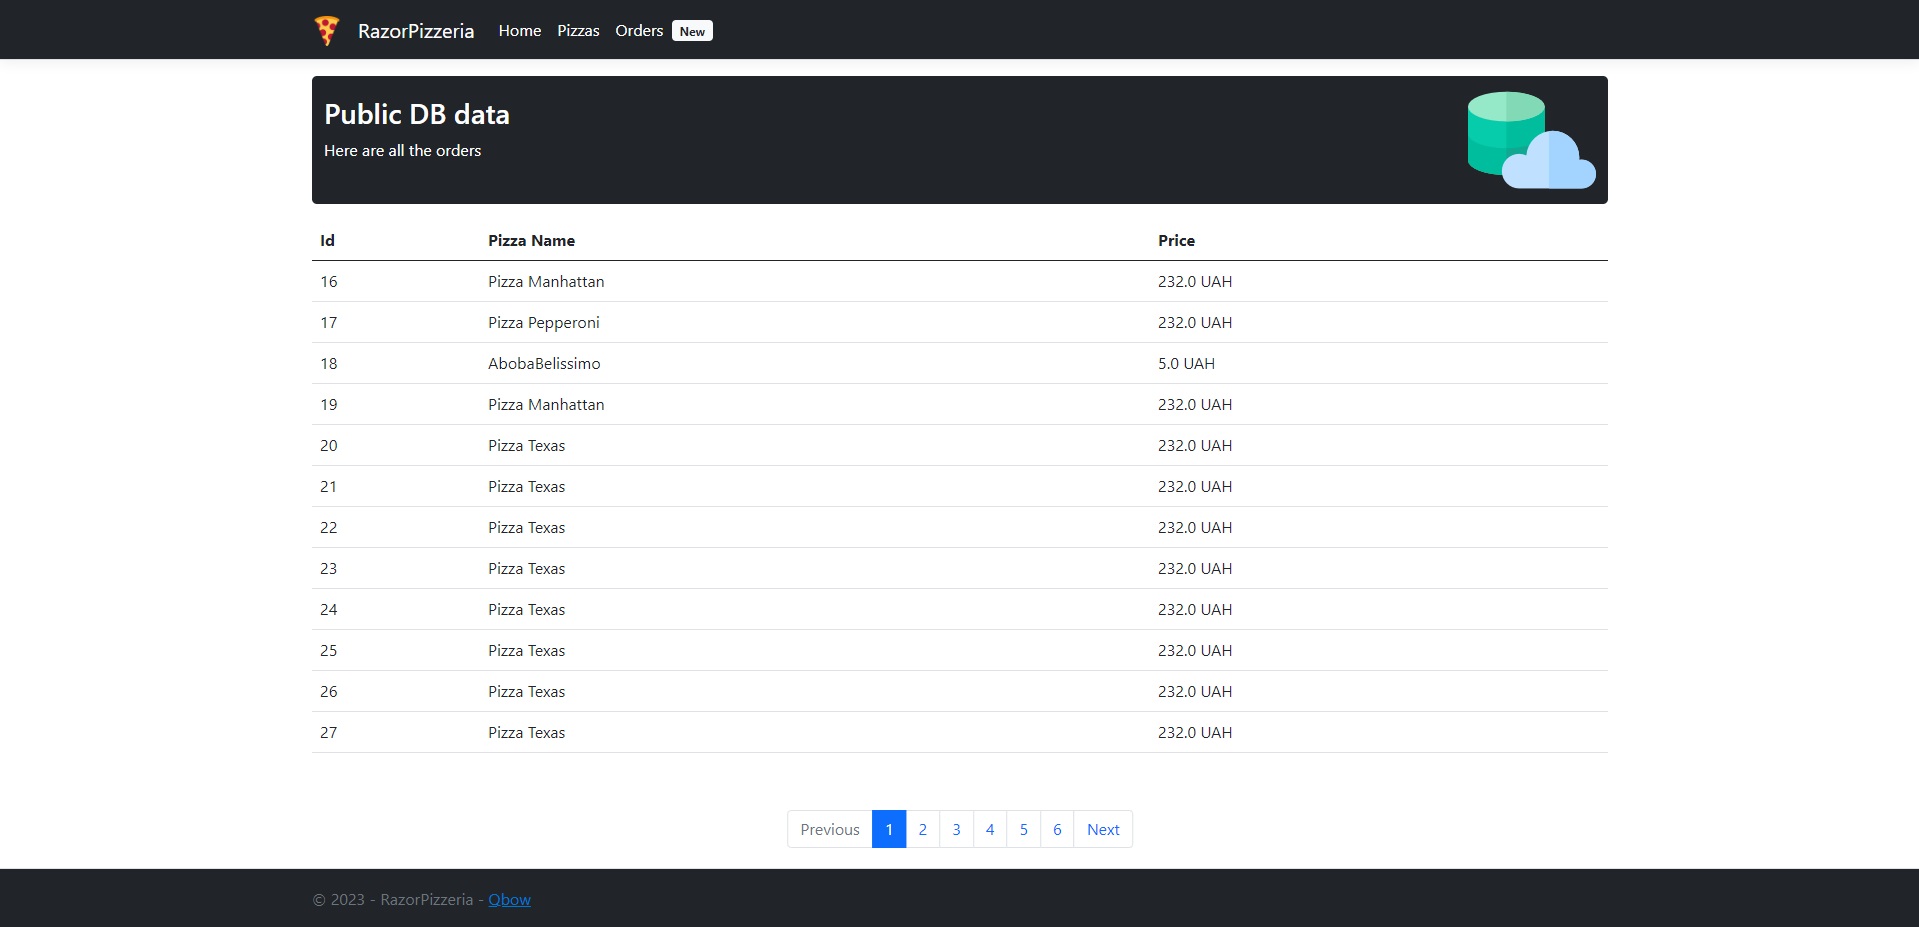 RazorPizzeria Home Pizzas Orders New
Public DB data
Here are all the orders
Id Pizza Name Price
16 Pizza Manhattan 232.0 UAH
17 Pizza Pepperoni 232.0 UAH
18 AbobaBelissimo 5.0 UAH
19 Pizza Manhattan 232.0 UAH
20 Pizza Texas 232.0 UAH
21 Pizza Texas 232.0 UAH
22 Pizza Texas 232.0 UAH
23 Pizza Texas 232.0 UAH
24 Pizza Texas 232.0 UAH
25 Pizza Texas 232.0 UAH
26 Pizza Texas 232.0 UAH
27 Pizza Texas 232.0 UAH
Previous 1 2 3 4 5 6 Next
© 2023 - RazorPizzeria - Qbow